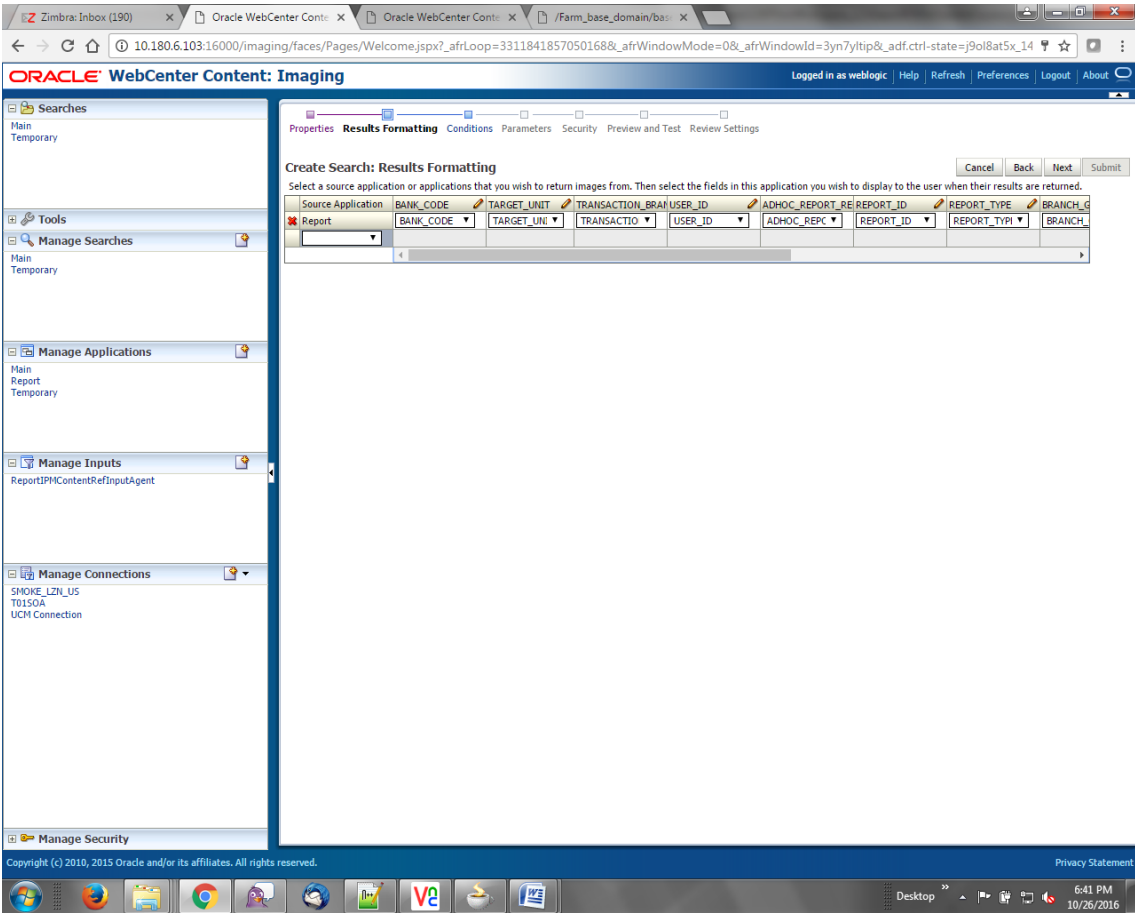 Zimbra: Inbox (190)
Oracle WebCenter Conte
Oracle WebCenter Conte
/Farm_base_domain/bas
10.180.6.103:16000/imaging/faces/Pages/Welcome.jspx?_afrLoop=3311841857050168&_afrWindowMode=0&_afrWindowId=3yn7yltip&_adf.ctrl-state=j9ol8at5x_14
ORACLE WebCenter Content: Imaging
Logged in as weblogic Help Refresh Preferences Logout About
Searches
Main
Temporary
Tools
Manage Searches
Main
Temporary
Manage Applications
Main
Report
Temporary
Manage Inputs
ReportIPMContentRefInputAgent
Manage Connections
SMOKE_LZN_US
T01SOA
UCM Connection
Manage Security
Properties Results Formatting Conditions Parameters Security Preview and Test Review Settings
Create Search: Results Formatting
Cancel Back Next Submit
Select a source application or applications that you wish to return images from. Then select the fields in this application you wish to display to the user when their results are returned.
Source Application BANK_CODE TARGET_UNIT TRANSACTION_BRAN USER_ID ADHOC_REPORT_RE REPORT_ID REPORT_TYPE BRANCH_G
Report BANK_CODE TARGET_UNI TRANSACTIO USER_ID ADHOC_REPC REPORT_ID REPORT_TYPI BRANCH_
Copyright (c) 2010, 2015 Oracle and/or its affiliates. All rights reserved.
Privacy Statement
Desktop
6:41 PM
10/26/2016